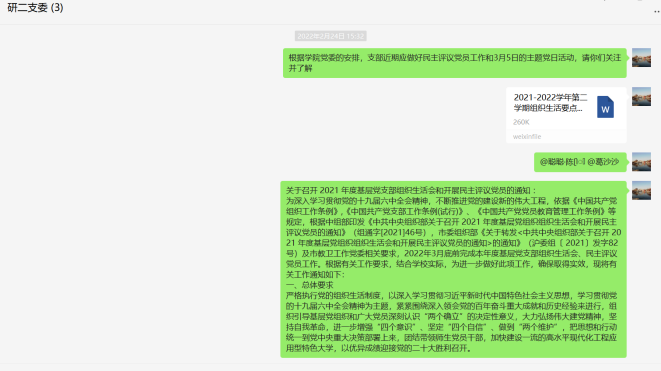 研二支委 (3)
2022年2月24日 15:32
根据学院党委的安排，支部近期应做好民主评议党员工作和3月5日的主题党日活动，请你们关注
并了解
2021-2022学年第二
学期组织生活要点...
260K
W
weixinfile
@聪聪·陈 @葛沙沙
关于召开 2021 年度基层党支部组织生活会和开展民主评议党员的通知：
为深入学习贯彻党的十九届六中全会精神，不断推进党的建设新的伟大工程，依据《中国共产党
组织工作条例》,《中国共产党支部工作条例(试行)》、《中国共产党党员教育管理工作条例》等
规定，根据中组部印发《中共中央组织部关于召开 2021 年度基层党组织组织生活会和开展民主
评议党员的通知》（组通字[2021]46号），市委组织部《关于转发<中共中央组织部关于召开 20
21 年度基层党组织组织生活会和开展民主评议党员的通知>的通知》（沪委组〔 2021〕发字82
号）及市教卫工作党委相关要求，2022年3月底前完成本年度基层党支部组织生活会、民主评议
党员工作。根据有关工作要求，结合学校实际，为进一步做好此项工作，确保取得实效，现将有
关工作通知如下：
一、总体要求
严格执行党的组织生活制度，以深入学习贯彻习近平新时代中国特色社会主义思想，学习贯彻党
的十九届六中全会精神为主题，紧紧围绕深入领会党的百年奋斗重大成就和历史经验来进行，组
织引导基层党组织和广大党员深刻认识“两个确立”的决定性意义，大力弘扬伟大建党精神，坚
持自我革命，进一步增强“四个意识”、坚定“四个自信”、做到“两个维护”，把思想和行动
统一到党中央重大决策部署上来，团结带领师生党员干部，加快建设一流的高水平现代化工程应
用型特色大学，以优异成绩迎接党的二十大胜利召开。